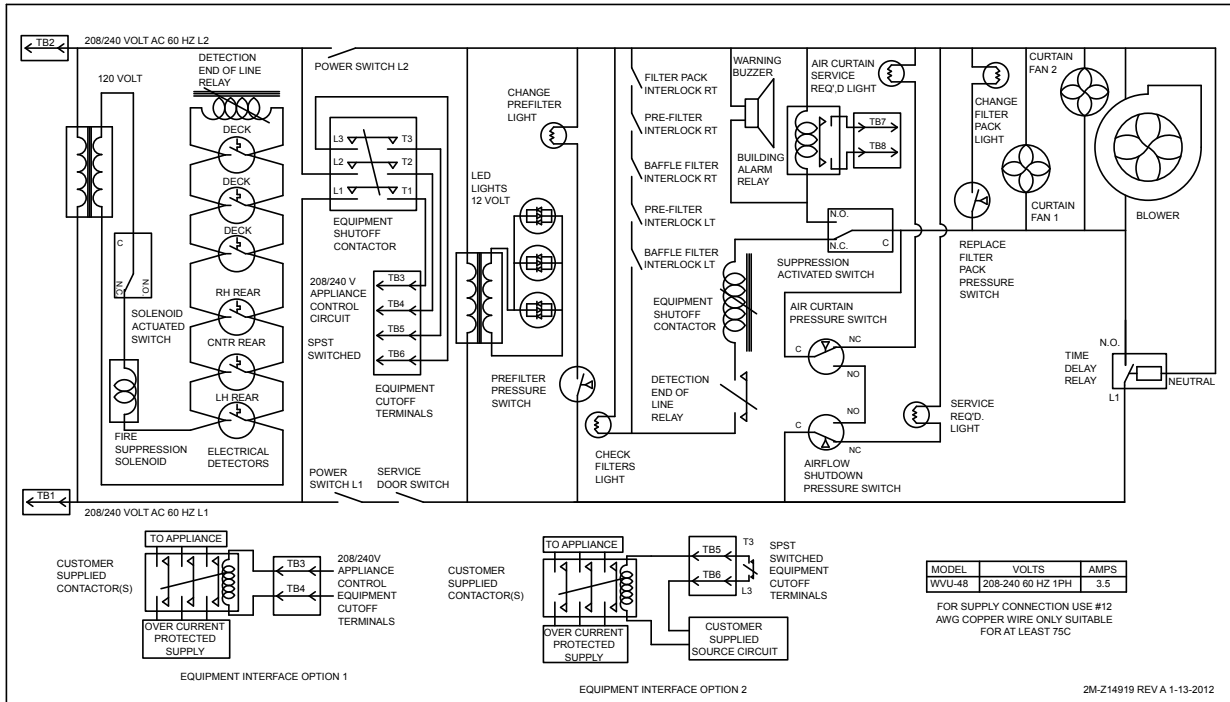 TB2
208/240 VOLT AC 60 HZ L2
POWER SWITCH L2
120 VOLT
DETECTION
END OF LINE
RELAY
DECK
DECK
DECK
RH REAR
CNTR REAR
LH REAR
ELECTRICAL
DETECTORS
C
N.C.
N.O.
SOLENOID
ACTUATED
SWITCH
FIRE
SUPPRESSION
SOLENOID
L3
T3
L2
T2
L1
T1
EQUIPMENT
SHUTOFF
CONTACTOR
208/240 V
APPLIANCE
CONTROL
CIRCUIT
SPST
SWITCHED
TB3
TB4
TB5
TB6
EQUIPMENT
CUTOFF
TERMINALS
LED
LIGHTS
12 VOLT
CHANGE
PREFILTER
LIGHT
PREFILTER
PRESSURE
SWITCH
CHECK
FILTERS
LIGHT
FILTER PACK
INTERLOCK RT
PRE-FILTER
INTERLOCK RT
BAFFLE FILTER
INTERLOCK RT
PRE-FILTER
INTERLOCK LT
BAFFLE FILTER
INTERLOCK LT
EQUIPMENT
SHUTOFF
CONTACTOR
DETECTION
END OF
LINE
RELAY
WARNING
BUZZER
BUILDING
ALARM
RELAY
AIR CURTAIN
SERVICE
REQ'D LIGHT
TB7
TB8
N.O.
N.C.
C
SUPPRESSION
ACTIVATED SWITCH
AIR CURTAIN
PRESSURE SWITCH
C
NC
NO
NO
C
NC
AIRFLOW
SHUTDOWN
PRESSURE SWITCH
SERVICE
REQ'D.
LIGHT
CHANGE
FILTER
PACK
LIGHT
REPLACE
FILTER
PACK
PRESSURE
SWITCH
CURTAIN
FAN 2
CURTAIN
FAN 1
BLOWER
N.O.
TIME
DELAY
RELAY
L1
NEUTRAL
TB1
208/240 VOLT AC 60 HZ L1
POWER
SWITCH L1
SERVICE
DOOR SWITCH
CUSTOMER
SUPPLIED
CONTACTOR(S)
TO APPLIANCE
TB3
TB4
208/240V
APPLIANCE
CONTROL
EQUIPMENT
CUTOFF
TERMINALS
OVER CURRENT
PROTECTED
SUPPLY
EQUIPMENT INTERFACE OPTION 1
CUSTOMER
SUPPLIED
CONTACTOR(S)
TO APPLIANCE
TB5
TB6
T3
L3
SPST
SWITCHED
EQUIPMENT
CUTOFF
TERMINALS
OVER CURRENT
PROTECTED
SUPPLY
CUSTOMER
SUPPLIED
SOURCE CIRCUIT
EQUIPMENT INTERFACE OPTION 2
MODEL VOLTS AMPS
WVU-48 208-240 60 HZ 1PH 3.5
FOR SUPPLY CONNECTION USE #12
AWG COPPER WIRE ONLY SUITABLE
FOR AT LEAST 75C
2M-Z14919 REV A 1-13-2012